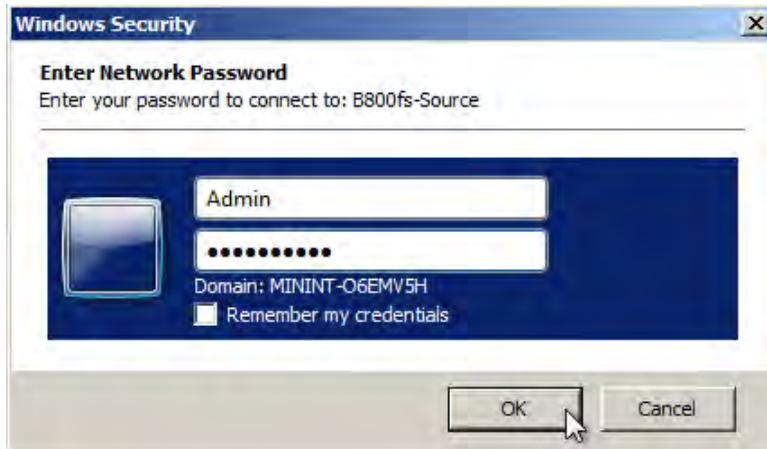 Windows Security
Enter Network Password
Enter your password to connect to: B800fs-Source
Admin
●●●●●●●●●●
Domain: MININT-O6EMV5H
Remember my credentials
OK
Cancel